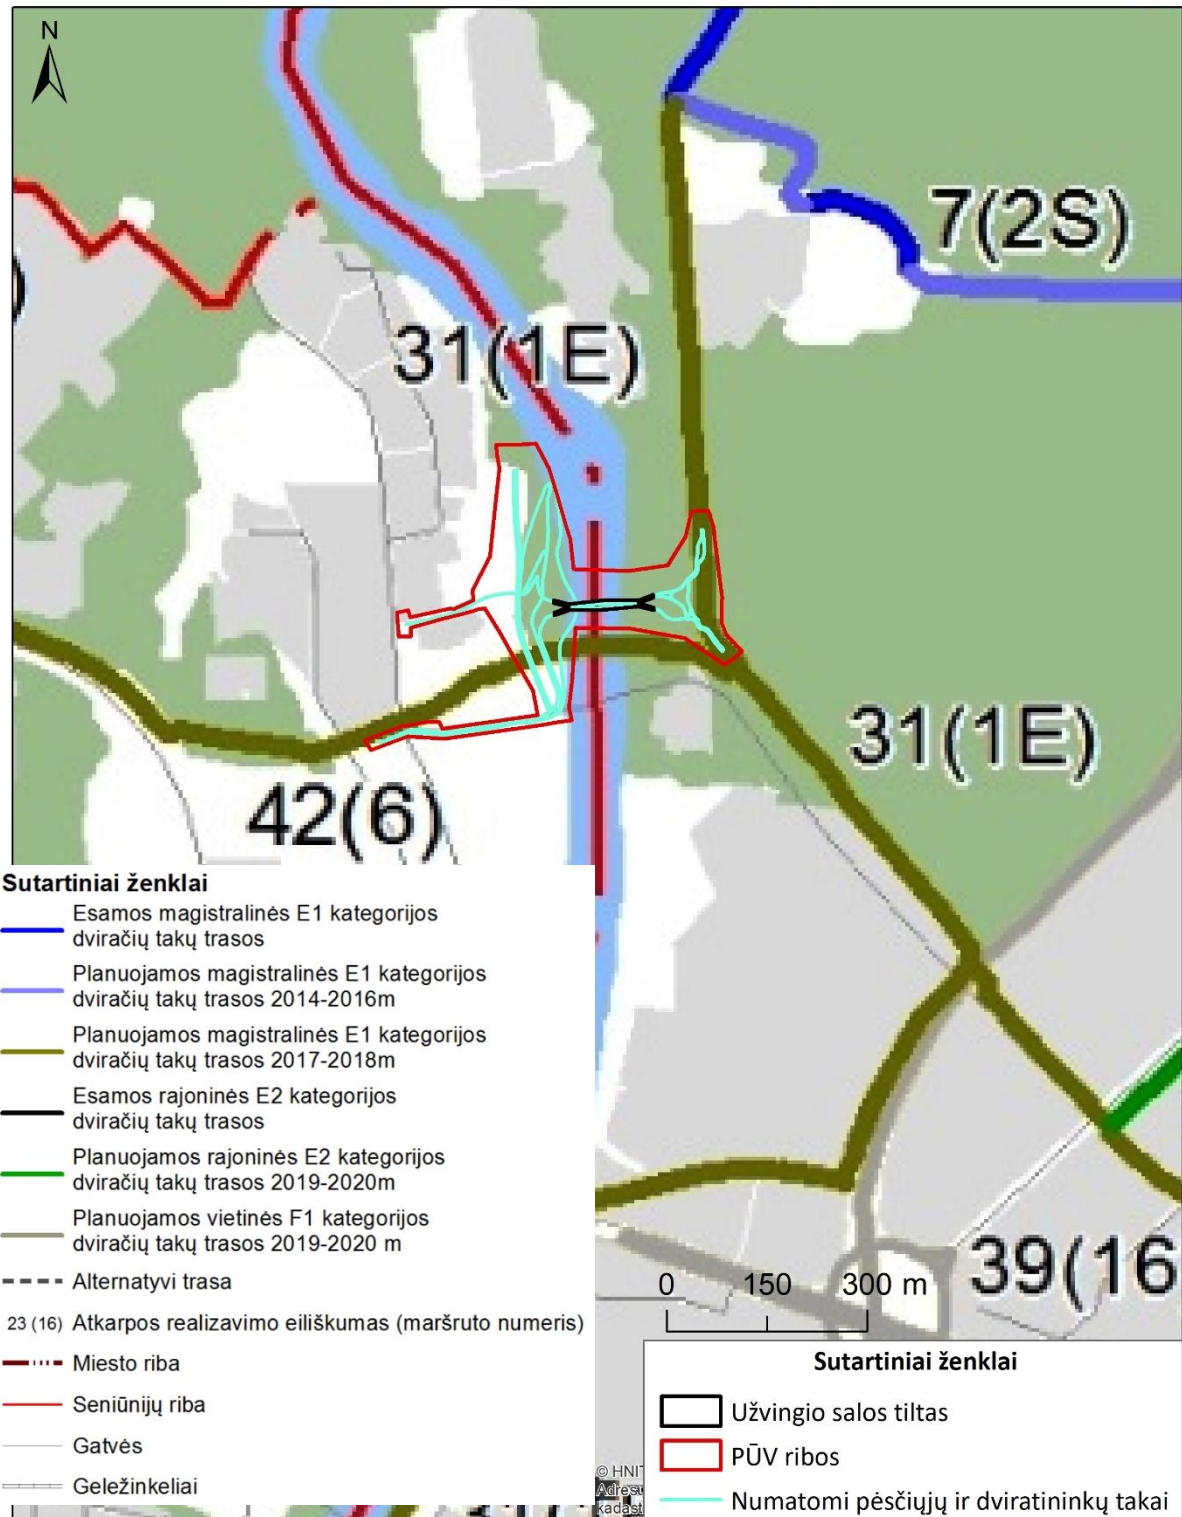 N
7(2S)
)
31(1E)
31(1E)
42(6)
39(16
0 150 300 m
Sutartiniai ženklai
Esamos magistralinės E1 kategorijos
dviračių takų trasos
Planuojamos magistralinės E1 kategorijos
dviračių takų trasos 2014-2016m
Planuojamos magistralinės E1 kategorijos
dviračių takų trasos 2017-2018m
Esamos rajoninės E2 kategorijos
dviračių takų trasos
Planuojamos rajoninės E2 kategorijos
dviračių takų trasos 2019-2020m
Planuojamos vietinės F1 kategorijos
dviračių takų trasos 2019-2020 m
Alternatyvi trasa
23 (16) Atkarpos realizavimo eiliškumas (maršruto numeris)
Miesto riba
Seniūnijų riba
Gatvės
Geležinkeliai
© HNIT
Adresų
kadast
Sutartiniai ženklai
Užvingio salos tiltas
PŪV ribos
Numatomi pėsčiųjų ir dviratininkų takai